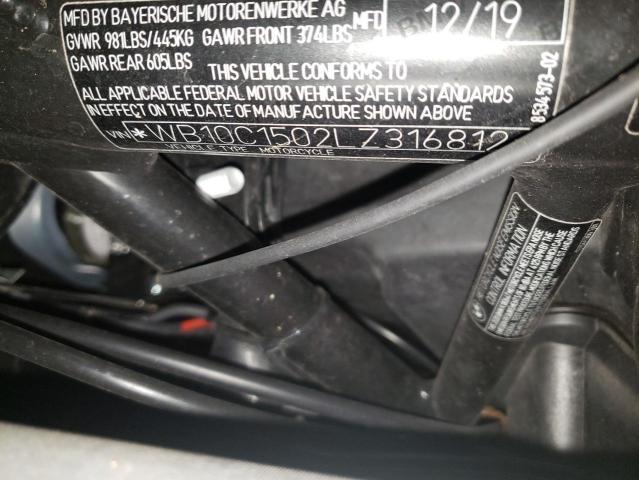 MFD BY BAYERISCHE MOTORENWERKE AG MFD 12/19
GVWR 981LBS/445KG GAWR FRONT 374LBS
GAWR REAR 605LBS
THIS VEHICLE CONFORMS TO
ALL APPLICABLE FEDERAL MOTOR VEHICLE SAFETY STANDARDS
IN EFFECT ON THE DATE OF MANUFACTURE SHOWN ABOVE
VIN * WB10C1502LZ316812
VEHICLE TYPE MOTORCYCLE
8534 573-02
CONTROL INFORMATION